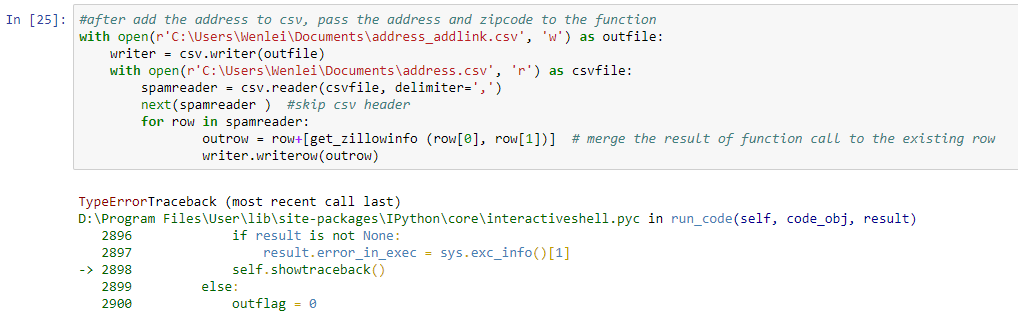 In [25]: #after add the address to csv, pass the address and zipcode to the function
with open(r'C:\Users\Wenlei\Documents\address_addlink.csv', 'w') as outfile:
    writer = csv.writer(outfile)
    with open(r'C:\Users\Wenlei\Documents\address.csv', 'r') as csvfile:
        spamreader = csv.reader(csvfile, delimiter=',')
        next(spamreader )  #skip csv header
        for row in spamreader:
                outrow = row+[get_zillowinfo (row[0], row[1])]  # merge the result of function call to the existing row
                writer.writerow(outrow)
TypeErrorTraceback (most recent call last)
D:\Program Files\User\lib\site-packages\IPython\core\interactiveshell.pyc in run_code(self, code_obj, result)
   2896             if result is not None:
   2897                 result.error_in_exec = sys.exc_info()[1]
-> 2898             self.showtraceback()
   2899         else:
   2900             outflag = 0